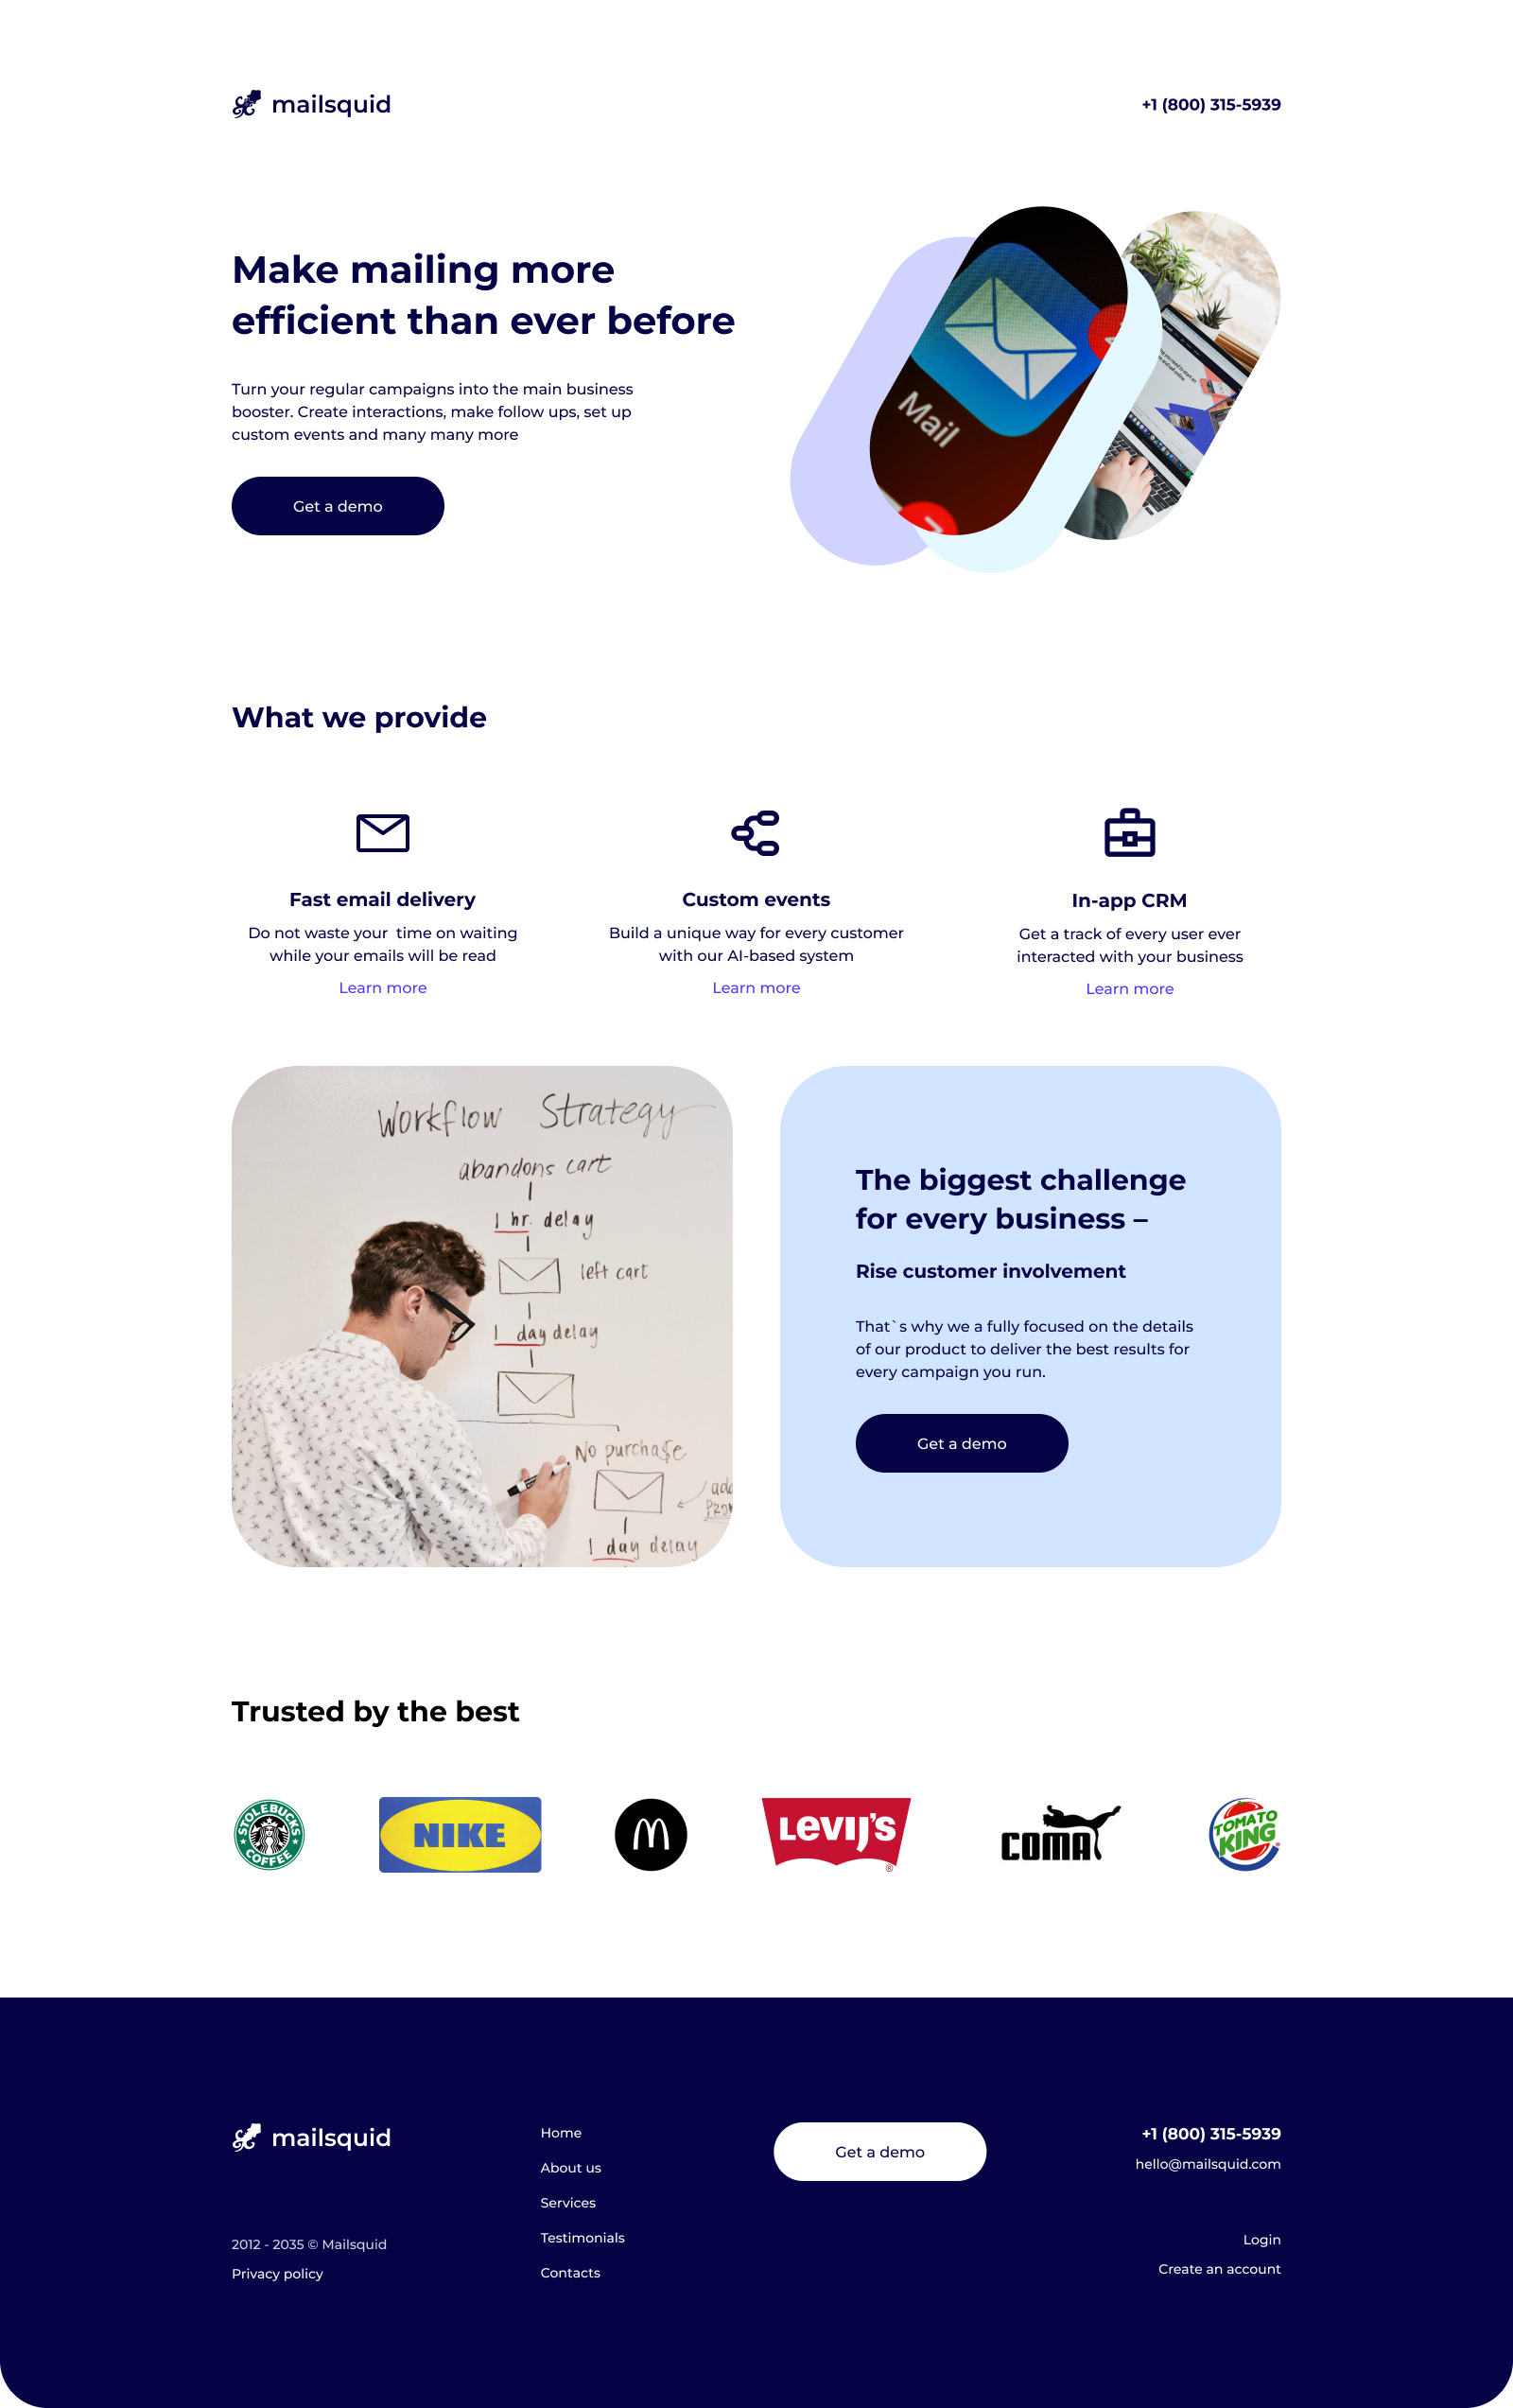 mailsquid
+1 (800) 315-5939
Make mailing more
efficient than ever before
Turn your regular campaigns into the main business
booster. Create interactions, make follow ups, set up
custom events and many many more
Get a demo
Mail
What we provide
Fast email delivery
Do not waste your  time on waiting
while your emails will be read
Learn more
Custom events
Build a unique way for every customer
with our AI-based system
Learn more
In-app CRM
Get a track of every user ever
interacted with your business
Learn more
Workflow Strategy
abandons cart
1 hr. delay
left cart
1 day delay
No purchase
1 day delay
The biggest challenge
for every business –
Rise customer involvement
That`s why we a fully focused on the details
of our product to deliver the best results for
every campaign you run.
Get a demo
Trusted by the best
STOLEBUCKS
COFFEE
NIKE
LEVIJ'S
®
COMA
TOMATO
KING
®
mailsquid
2012 - 2035 © Mailsquid
Privacy policy
Home
About us
Services
Testimonials
Contacts
Get a demo
+1 (800) 315-5939
hello@mailsquid.com
Login
Create an account